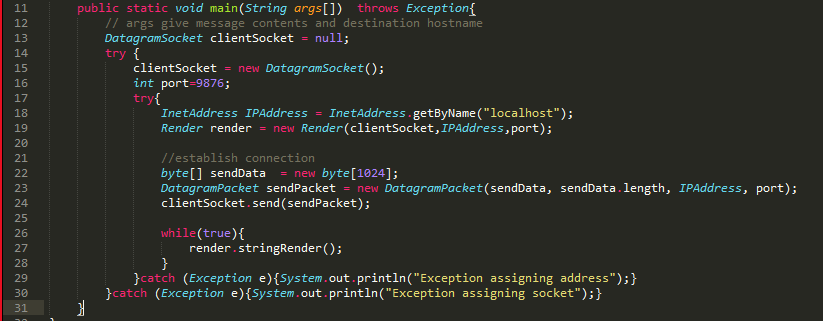 11 public static void main(String args[])  throws Exception{
12 // args give message contents and destination hostname
13 DatagramSocket clientSocket = null;
14 try {
15 clientSocket = new DatagramSocket();
16 int port=9876;
17 try{
18 InetAddress IPAddress = InetAddress.getByName("localhost");
19 Render render = new Render(clientSocket,IPAddress,port);
20
21 //establish connection
22 byte[] sendData  = new byte[1024];
23 DatagramPacket sendPacket = new DatagramPacket(sendData, sendData.length, IPAddress, port);
24 clientSocket.send(sendPacket);
25
26 while(true){
27 render.stringRender();
28 }
29 }catch (Exception e){System.out.println("Exception assigning address");}
30 }catch (Exception e){System.out.println("Exception assigning socket");}
31 }